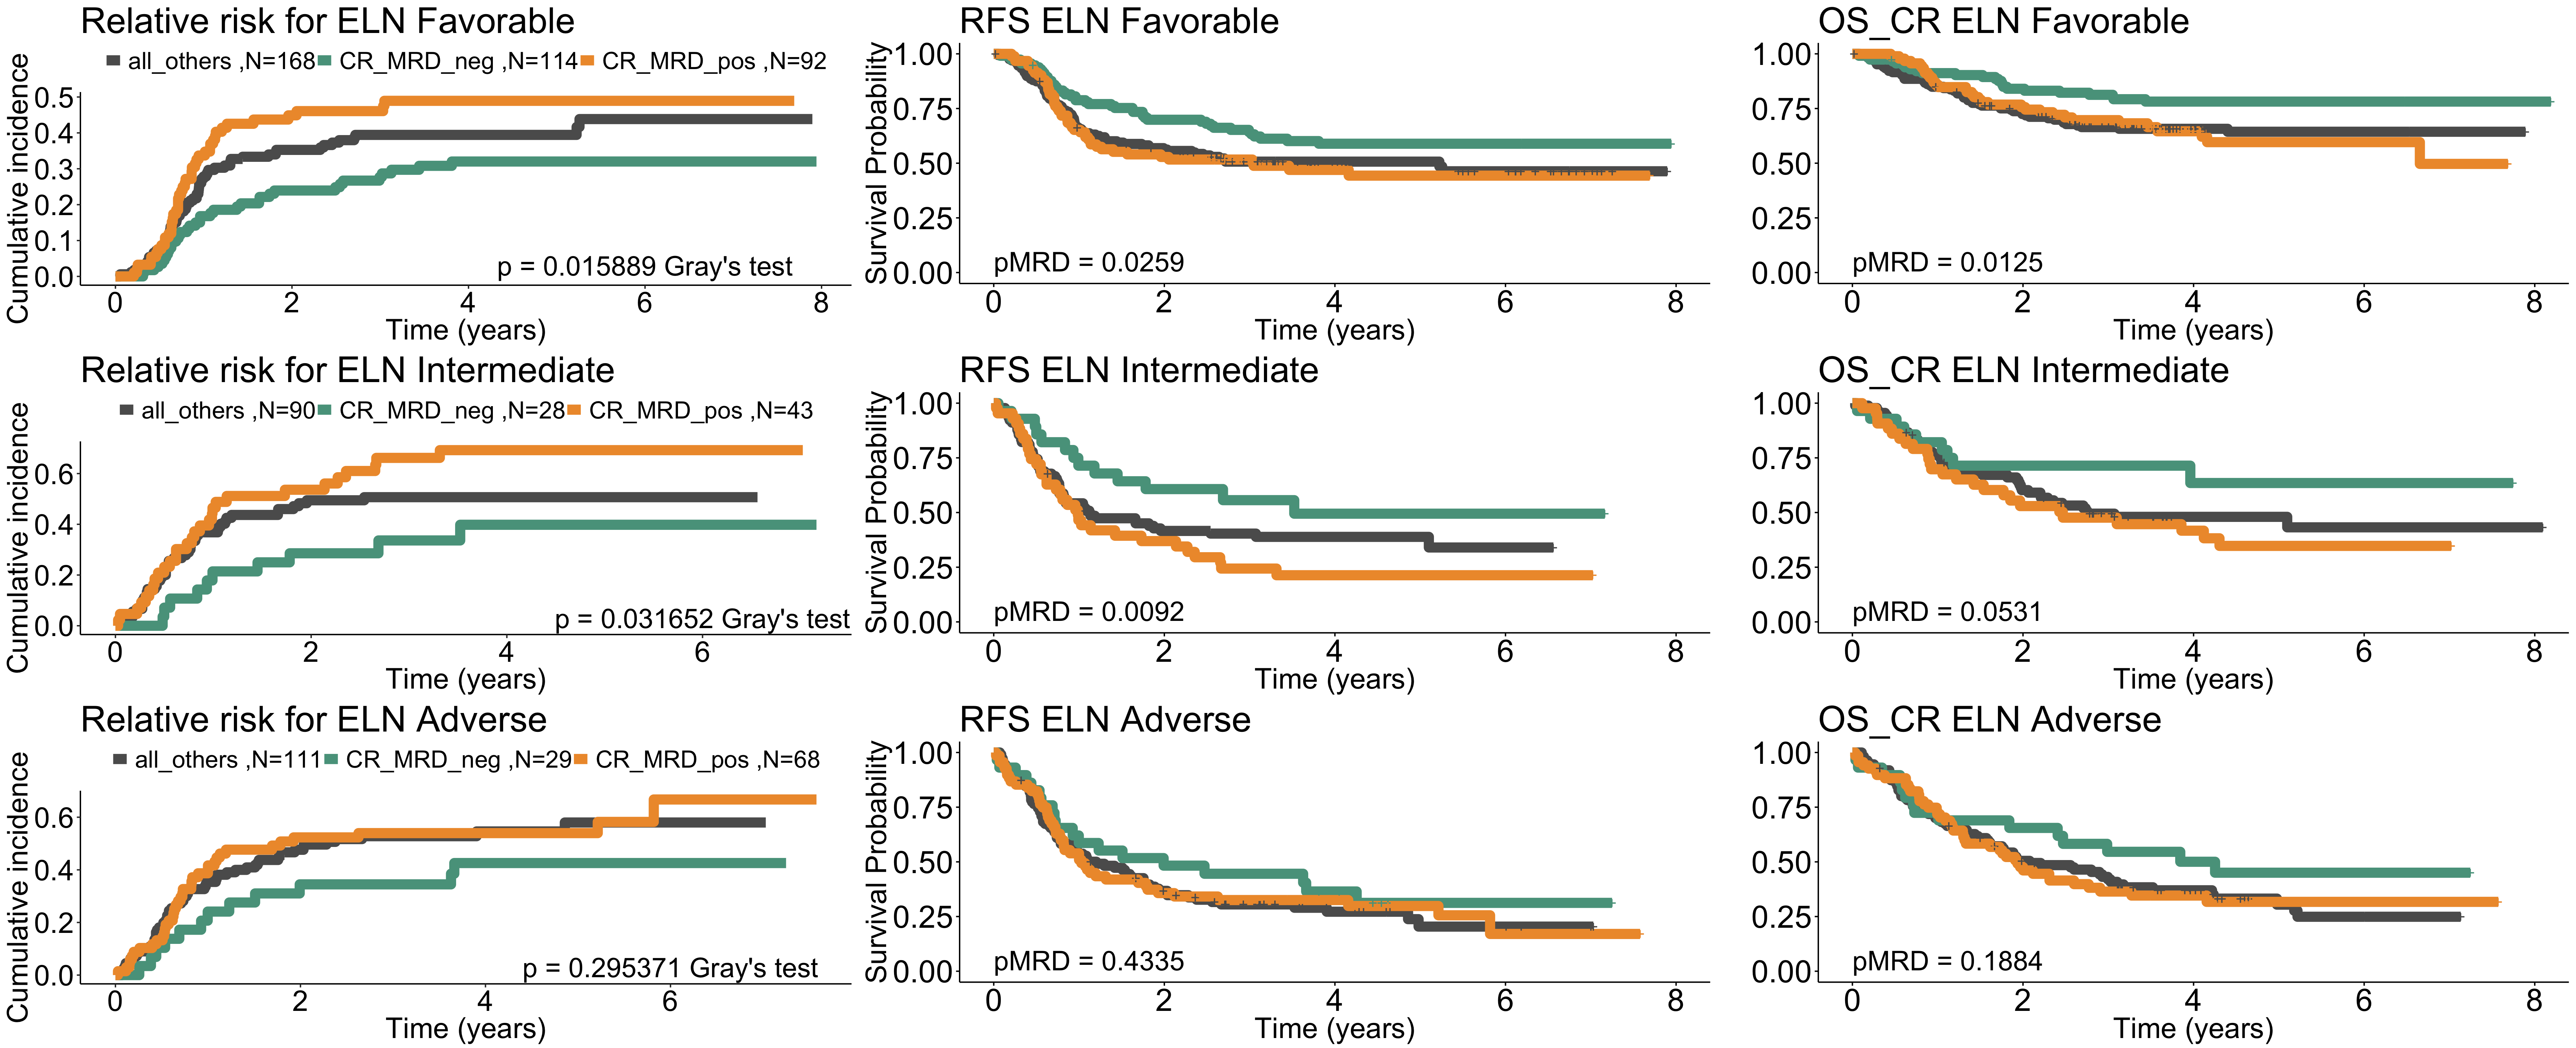 Relative risk for ELN Favorable
all_others ,N=168 CR_MRD_neg ,N=114 CR_MRD_pos ,N=92
Cumulative incidence
0.5
0.4
0.3
0.2
0.1
0.0
p = 0.015889 Gray's test
0 2 4 6 8
Time (years)
RFS ELN Favorable
Survival Probability
1.00
0.75
0.50
0.25
0.00
pMRD = 0.0259
0 2 4 6 8
Time (years)
OS_CR ELN Favorable
1.00
0.75
0.50
0.25
0.00
pMRD = 0.0125
0 2 4 6 8
Time (years)
Relative risk for ELN Intermediate
all_others ,N=90 CR_MRD_neg ,N=28 CR_MRD_pos ,N=43
Cumulative incidence
0.6
0.4
0.2
0.0
p = 0.031652 Gray's test
0 2 4 6
Time (years)
RFS ELN Intermediate
Survival Probability
1.00
0.75
0.50
0.25
0.00
pMRD = 0.0092
0 2 4 6 8
Time (years)
OS_CR ELN Intermediate
1.00
0.75
0.50
0.25
0.00
pMRD = 0.0531
0 2 4 6 8
Time (years)
Relative risk for ELN Adverse
all_others ,N=111 CR_MRD_neg ,N=29 CR_MRD_pos ,N=68
Cumulative incidence
0.6
0.4
0.2
0.0
p = 0.295371 Gray's test
0 2 4 6
Time (years)
RFS ELN Adverse
Survival Probability
1.00
0.75
0.50
0.25
0.00
pMRD = 0.4335
0 2 4 6 8
Time (years)
OS_CR ELN Adverse
1.00
0.75
0.50
0.25
0.00
pMRD = 0.1884
0 2 4 6 8
Time (years)